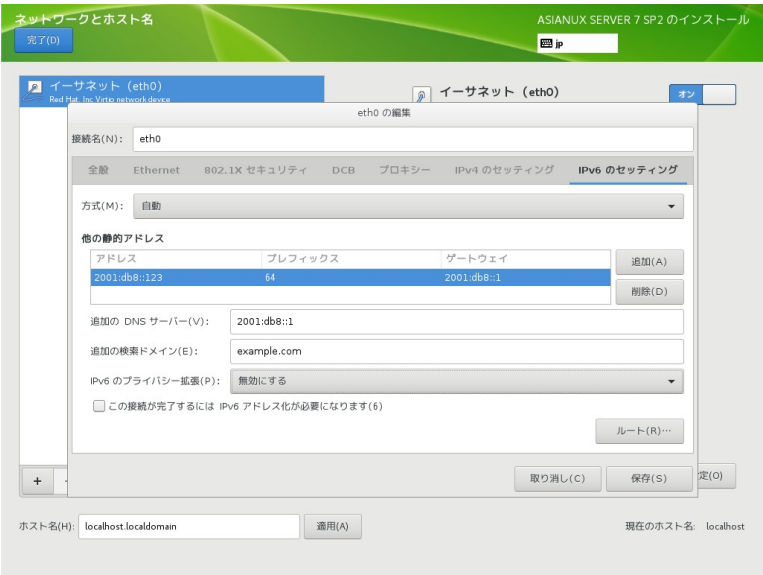 ネットワークとホスト名
ASIANUX SERVER 7 SP2 のインストール
完了(D)
jp
イーサネット (eth0)
Red Hat, Inc Virtio network device
イーサネット (eth0)
オン
eth0 の編集
接続名(N): eth0
全般 Ethernet 802.1X セキュリティ DCB プロキシー IPv4 のセッティング IPv6 のセッティング
方式(M): 自動
他の静的アドレス
アドレス プレフィックス ゲートウェイ
2001:db8::123 64 2001:db8::1
追加(A)
削除(D)
追加の DNS サーバー(V): 2001:db8::1
追加の検索ドメイン(E): example.com
IPv6 のプライバシー拡張(P): 無効にする
この接続が完了するには IPv6 アドレス化が必要になります(6)
ルート(R)…
取り消し(C) 保存(S)
+ 定(O)
ホスト名(H): localhost.localdomain 適用(A) 現在のホスト名: localhost